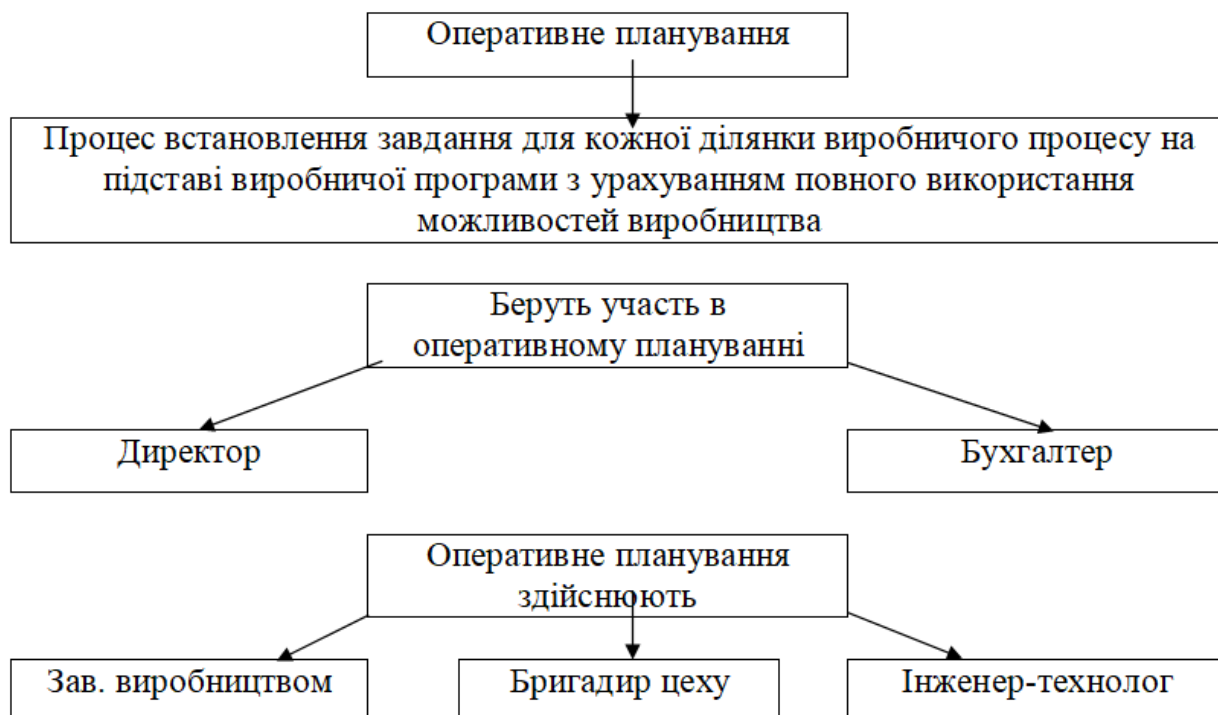 Оперативне планування
Процес встановлення завдання для кожної ділянки виробничого процесу на
підставі виробничої програми з урахуванням повного використання
можливостей виробництва
Беруть участь в
оперативному плануванні
Директор
Бухгалтер
Оперативне планування
здійснюють
Зав. виробництвом
Бригадир цеху
Інженер-технолог